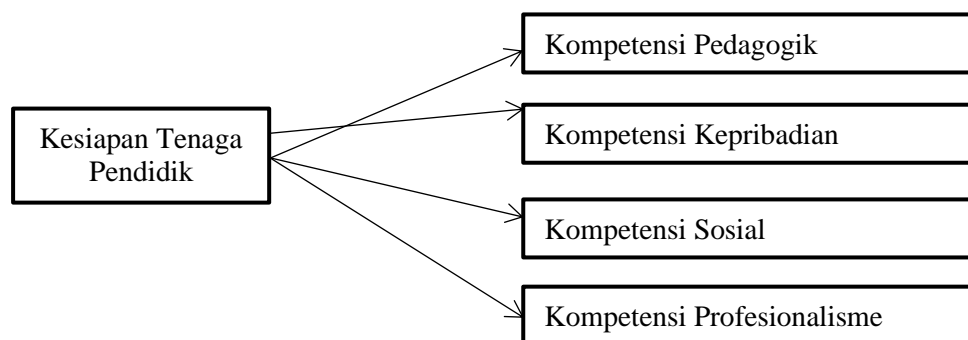 Kesiapan Tenaga
Pendidik
Kompetensi Pedagogik
Kompetensi Kepribadian
Kompetensi Sosial
Kompetensi Profesionalisme